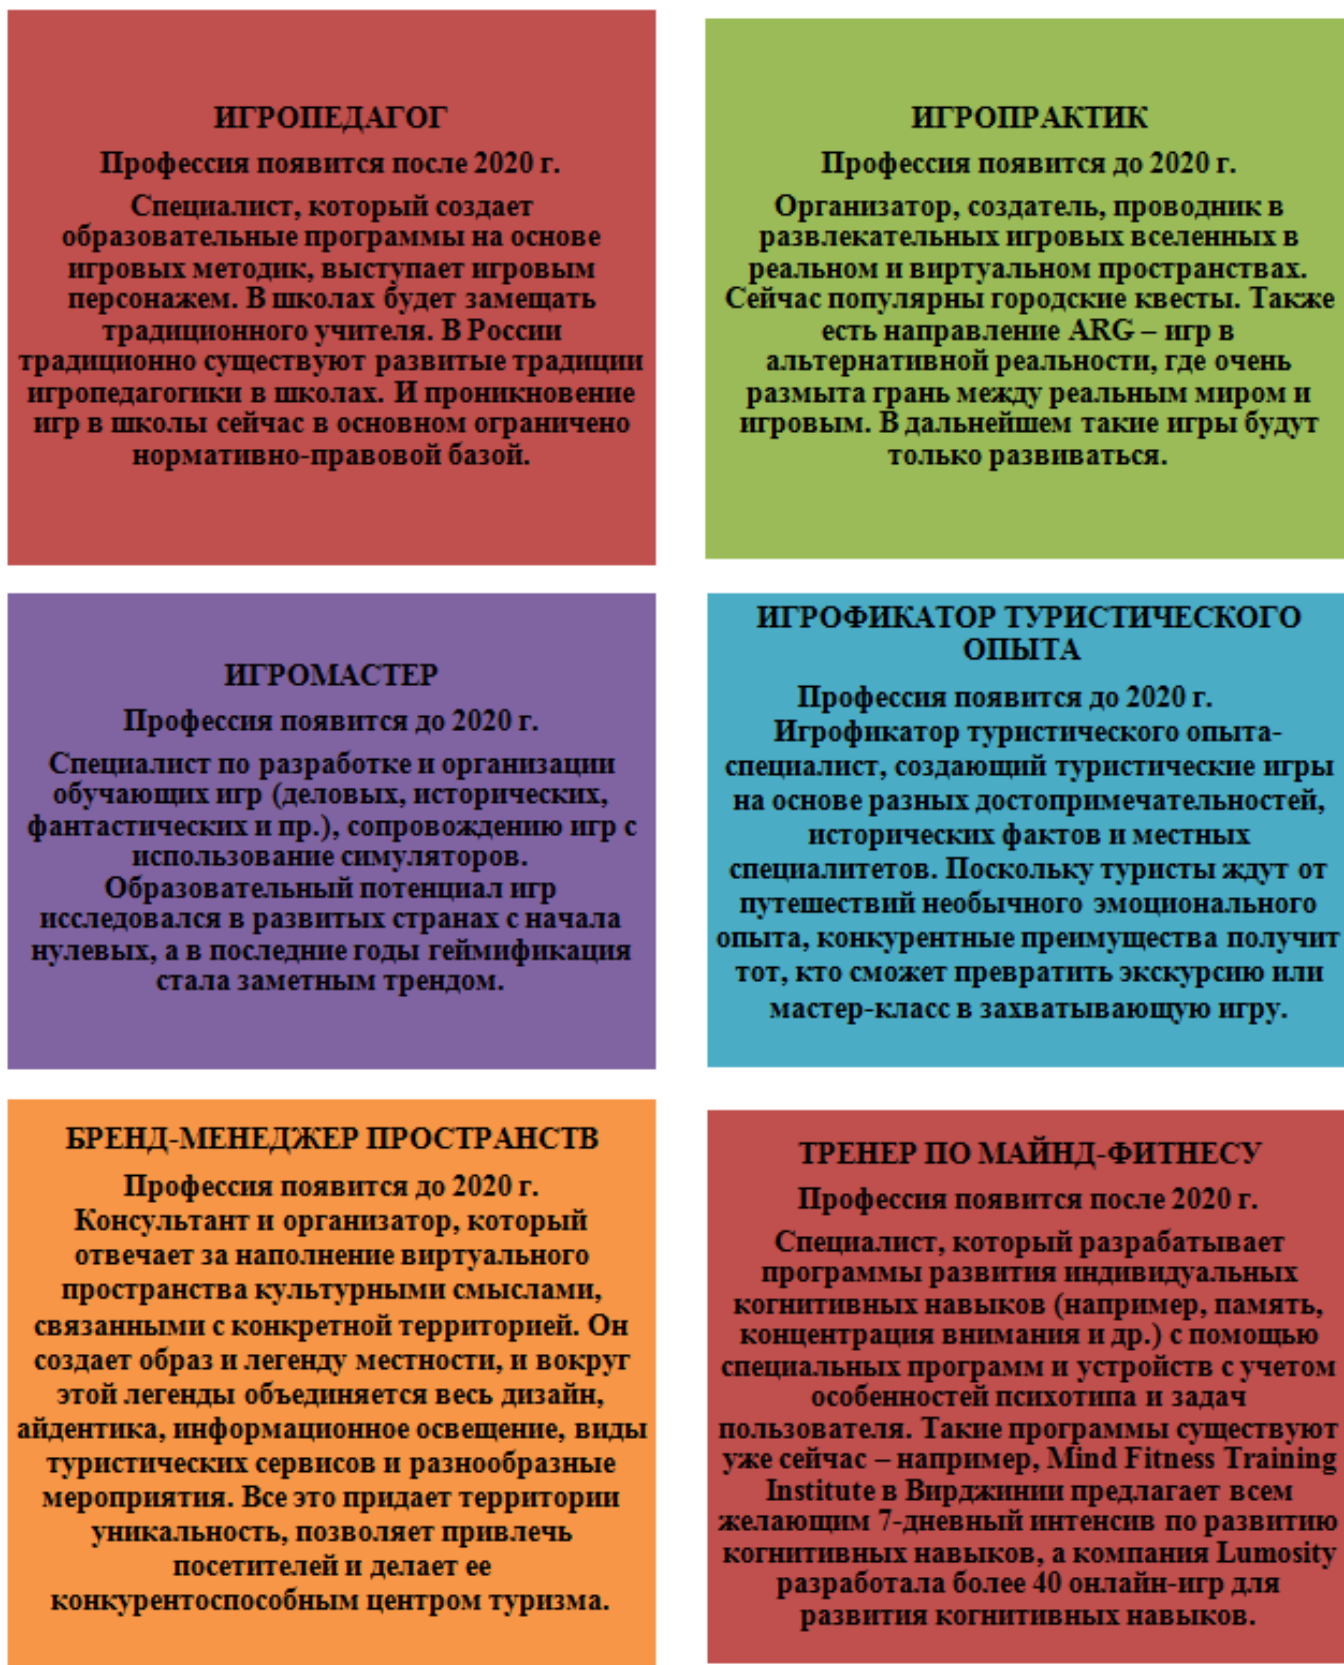 ИГРОПЕДАГОГ
Профессия появится после 2020 г.
Специалист, который создает
образовательные программы на основе
игровых методик, выступает игровым
персонажем. В школах будет замещать
традиционного учителя. В России
традиционно существуют развитые традиции
игропедагогики в школах. И проникновение
игр в школы сейчас в основном ограничено
нормативно-правовой базой.
ИГРОПРАКТИК
Профессия появится до 2020 г.
Организатор, создатель, проводник в
развлекательных игровых вселенных в
реальном и виртуальном пространствах.
Сейчас популярны городские квесты. Также
есть направление ARG – игр в
альтернативной реальности, где очень
размыта грань между реальным миром и
игровым. В дальнейшем такие игры будут
только развиваться.
ИГРОМАСТЕР
Профессия появится до 2020 г.
Специалист по разработке и организации
обучающих игр (деловых, исторических,
фантастических и пр.), сопровождению игр с
использование симуляторов.
Образовательный потенциал игр
исследовался в развитых странах с начала
нулевых, а в последние годы геймификация
стала заметным трендом.
ИГРОФИКАТОР ТУРИСТИЧЕСКОГО
ОПЫТА
Профессия появится до 2020 г.
Игрофикатор туристического опыта-
специалист, создающий туристические игры
на основе разных достопримечательностей,
исторических фактов и местных
специалитетов. Поскольку туристы ждут от
путешествий необычного эмоционального
опыта, конкурентные преимущества получит
тот, кто сможет превратить экскурсию или
мастер-класс в захватывающую игру.
БРЕНД-МЕНЕДЖЕР ПРОСТРАНСТВ
Профессия появится до 2020 г.
Консультант и организатор, который
отвечает за наполнение виртуального
пространства культурными смыслами,
связанными с конкретной территорией. Он
создает образ и легенду местности, и вокруг
этой легенды объединяется весь дизайн,
айдентика, информационное освещение, виды
туристических сервисов и разнообразные
мероприятия. Все это придает территории
уникальность, позволяет привлечь
посетителей и делает ее
конкурентоспособным центром туризма.
ТРЕНЕР ПО МАЙНД-ФИТНЕСУ
Профессия появится после 2020 г.
Специалист, который разрабатывает
программы развития индивидуальных
когнитивных навыков (например, память,
концентрация внимания и др.) с помощью
специальных программ и устройств с учетом
особенностей психотипа и задач
пользователя. Такие программы существуют
уже сейчас – например, Mind Fitness Training
Institute в Вирджинии предлагает всем
желающим 7-дневный интенсив по развитию
когнитивных навыков, а компания Lumosity
разработала более 40 онлайн-игр для
развития когнитивных навыков.